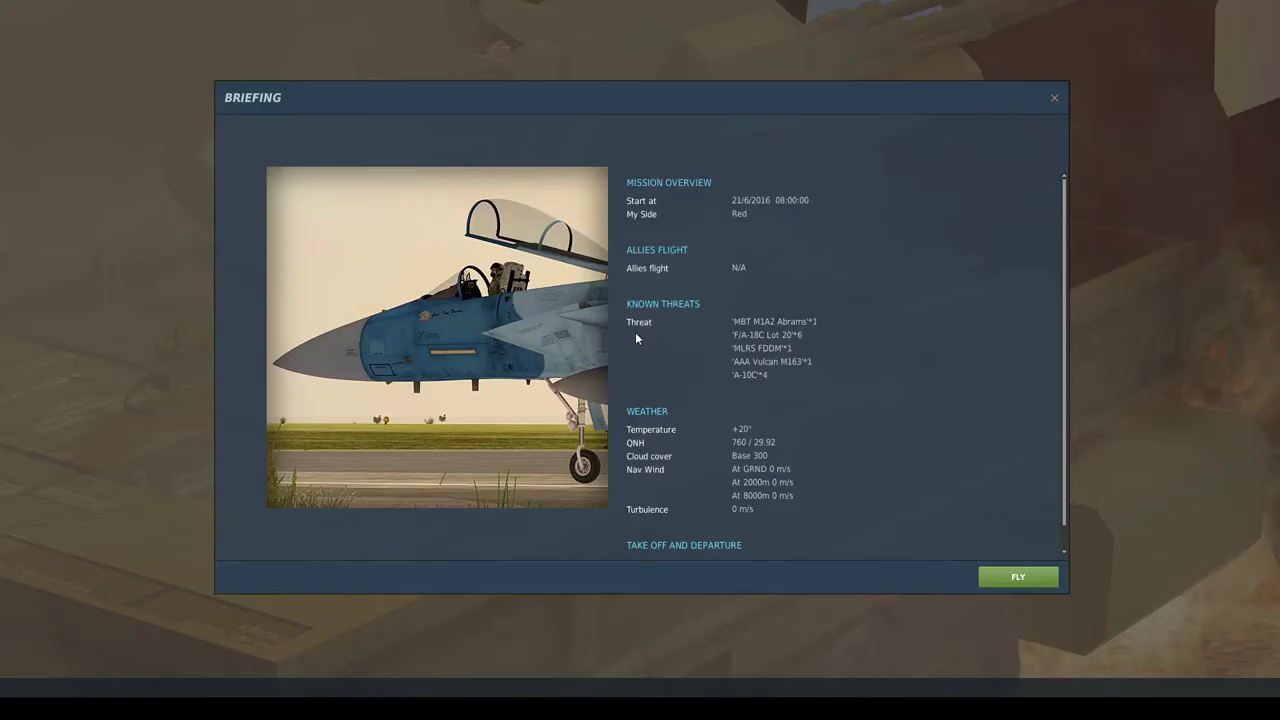 BRIEFING
MISSION OVERVIEW
Start at 21/6/2016 08:00:00
My Side Red
ALLIES FLIGHT
Allies flight N/A
KNOWN THREATS
Threat 'MBT M1A2 Abrams'*1
'F/A-18C Lot 20'*6
'MLRS FDDM'*1
'AAA Vulcan M163'*1
'A-10C'*4
WEATHER
Temperature +20°
QNH 760 / 29.92
Cloud cover Base 300
Nav Wind At GRND 0 m/s
At 2000m 0 m/s
At 8000m 0 m/s
Turbulence 0 m/s
TAKE OFF AND DEPARTURE
FLY